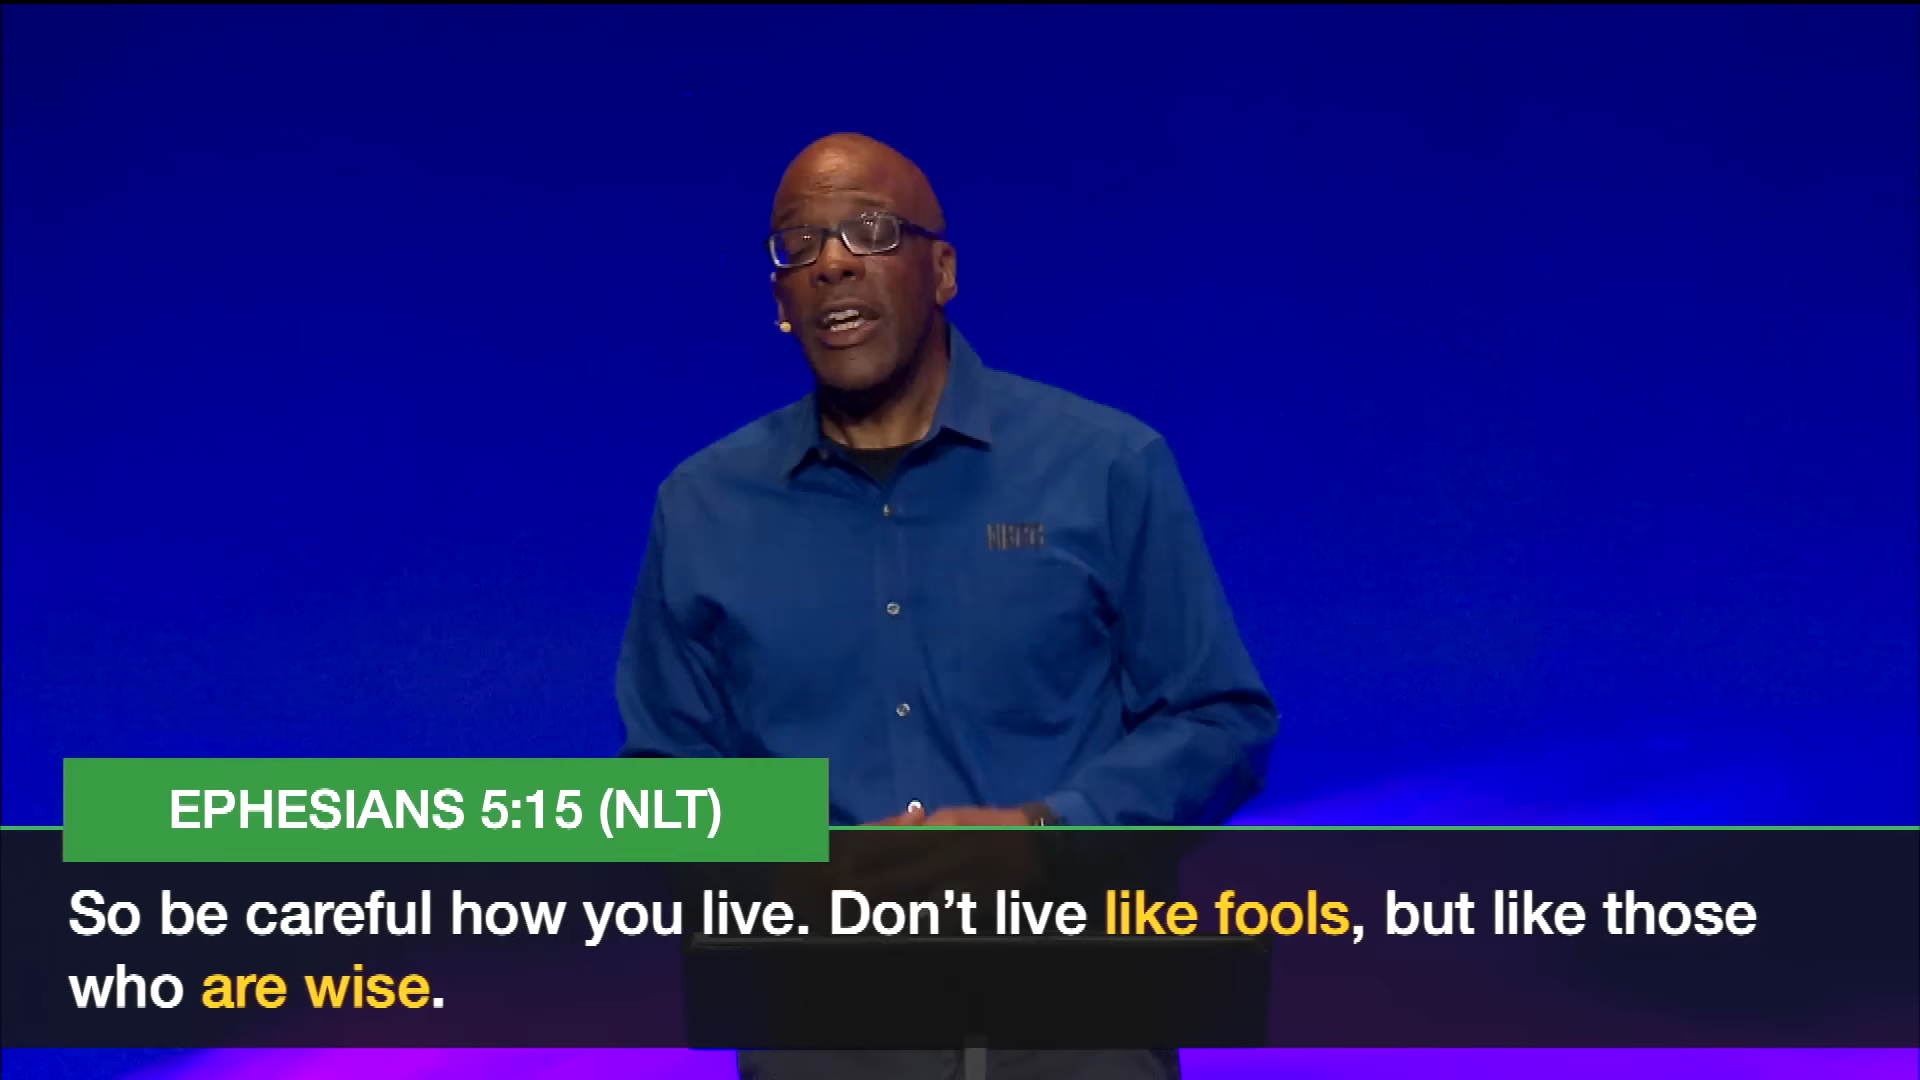 EPHESIANS 5:15 (NLT)
So be careful how you live. Don’t live like fools, but like those
who are wise.